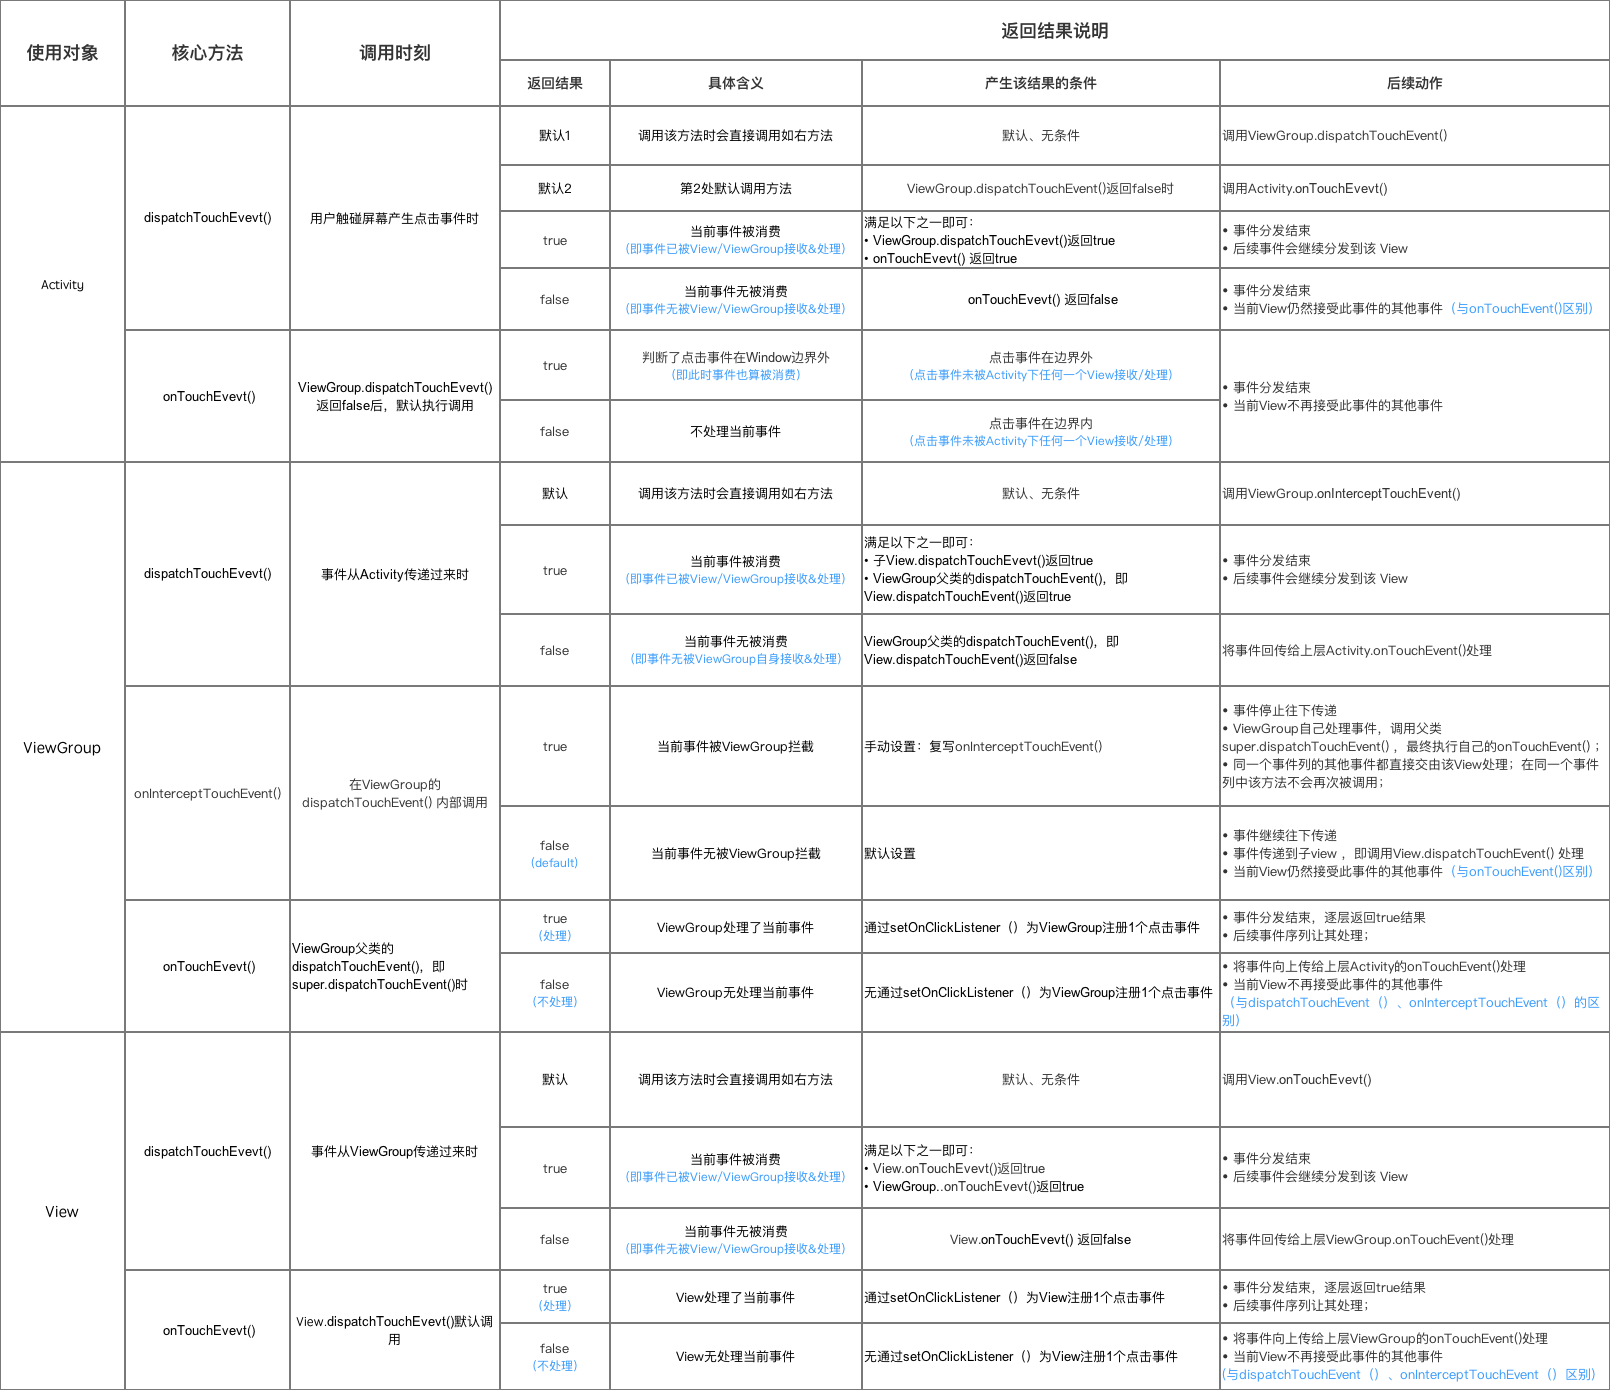 使用对象
核心方法
调用时刻
返回结果说明
返回结果
具体含义
产生该结果的条件
后续动作
Activity
dispatchTouchEvevt()
用户触碰屏幕产生点击事件时
默认1
调用该方法时会直接调用如右方法
默认、无条件
调用ViewGroup.dispatchTouchEvent()
默认2
第2处默认调用方法
ViewGroup.dispatchTouchEvent()返回false时
调用Activity.onTouchEvevt()
true
当前事件被消费
（即事件已被View/ViewGroup接收&处理）
满足以下之一即可：
• ViewGroup.dispatchTouchEvevt()返回true
• onTouchEvevt() 返回true
• 事件分发结束
• 后续事件会继续分发到该 View
false
当前事件无被消费
（即事件无被View/ViewGroup接收&处理）
onTouchEvevt() 返回false
• 事件分发结束
• 当前View仍然接受此事件的其他事件（与onTouchEvent()区别）
onTouchEvevt()
ViewGroup.dispatchTouchEvevt()
返回false后，默认执行调用
true
判断了点击事件在Window边界外
（即此时事件也算被消费）
点击事件在边界外
（点击事件未被Activity下任何一个View接收/处理）
• 事件分发结束
• 当前View不再接受此事件的其他事件
false
不处理当前事件
点击事件在边界内
（点击事件未被Activity下任何一个View接收/处理）
ViewGroup
dispatchTouchEvevt()
事件从Activity传递过来时
默认
调用该方法时会直接调用如右方法
默认、无条件
调用ViewGroup.onInterceptTouchEvent()
true
当前事件被消费
（即事件已被View/ViewGroup接收&处理）
满足以下之一即可：
• 子View.dispatchTouchEvevt()返回true
• ViewGroup父类的dispatchTouchEvent()，即
View.dispatchTouchEvent()返回true
• 事件分发结束
• 后续事件会继续分发到该 View
false
当前事件无被消费
（即事件无被ViewGroup自身接收&处理）
ViewGroup父类的dispatchTouchEvent()，即
View.dispatchTouchEvent()返回false
将事件回传给上层Activity.onTouchEvent()处理
onInterceptTouchEvent()
在ViewGroup的
dispatchTouchEvent() 内部调用
true
当前事件被ViewGroup拦截
手动设置：复写onInterceptTouchEvent()
• 事件停止往下传递
• ViewGroup自己处理事件，调用父类
super.dispatchTouchEvent() ，最终执行自己的onTouchEvent() ；
• 同一个事件列的其他事件都直接交由该View处理；在同一个事件
列中该方法不会再次被调用；
false
（default）
当前事件无被ViewGroup拦截
默认设置
• 事件继续往下传递
• 事件传递到子view ，即调用View.dispatchTouchEvent() 处理
• 当前View仍然接受此事件的其他事件（与onTouchEvent()区别）
onTouchEvevt()
ViewGroup父类的
dispatchTouchEvent()，即
super.dispatchTouchEvent()时
true
（处理）
ViewGroup处理了当前事件
通过setOnClickListener（）为ViewGroup注册1个点击事件
• 事件分发结束，逐层返回true结果
• 后续事件序列让其处理；
false
（不处理）
ViewGroup无处理当前事件
无通过setOnClickListener（）为ViewGroup注册1个点击事件
• 将事件向上传给上层Activity的onTouchEvent()处理
• 当前View不再接受此事件的其他事件
（与dispatchTouchEvent（）、onInterceptTouchEvent（）的区
别）
View
dispatchTouchEvevt()
事件从ViewGroup传递过来时
默认
调用该方法时会直接调用如右方法
默认、无条件
调用View.onTouchEvevt()
true
当前事件被消费
（即事件已被View/ViewGroup接收&处理）
满足以下之一即可：
• View.onTouchEvevt()返回true
• ViewGroup..onTouchEvevt()返回true
• 事件分发结束
• 后续事件会继续分发到该 View
false
当前事件无被消费
（即事件无被View/ViewGroup接收&处理）
View.onTouchEvevt() 返回false
将事件回传给上层ViewGroup.onTouchEvent()处理
onTouchEvevt()
View.dispatchTouchEvevt()默认调
用
true
（处理）
View处理了当前事件
通过setOnClickListener（）为View注册1个点击事件
• 事件分发结束，逐层返回true结果
• 后续事件序列让其处理；
false
（不处理）
View无处理当前事件
无通过setOnClickListener（）为View注册1个点击事件
• 将事件向上传给上层ViewGroup的onTouchEvent()处理
• 当前View不再接受此事件的其他事件
(与dispatchTouchEvent（）、onInterceptTouchEvent（）区别）